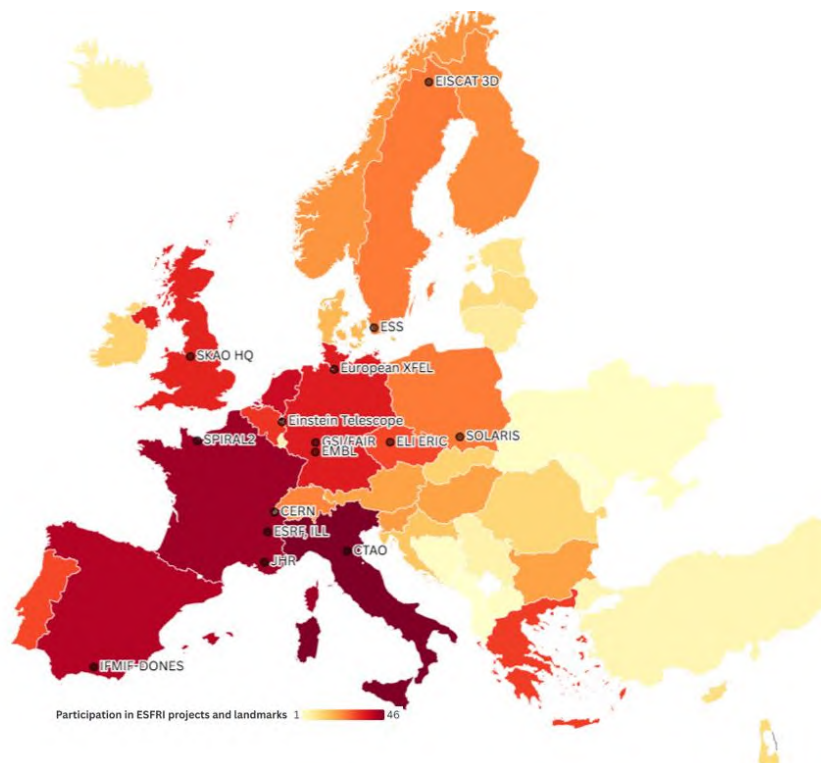 EISCAT 3D
ESS
SKAO HQ
European XFEL
Einstein Telescope
SPIRAL2
GSI/FAIR
ELI ERIC
SOLARIS
EMBL
CERN
ESRF, ILL
CTAO
JHR
IFMIF-DONES
Participation in ESFRI projects and landmarks 1 46